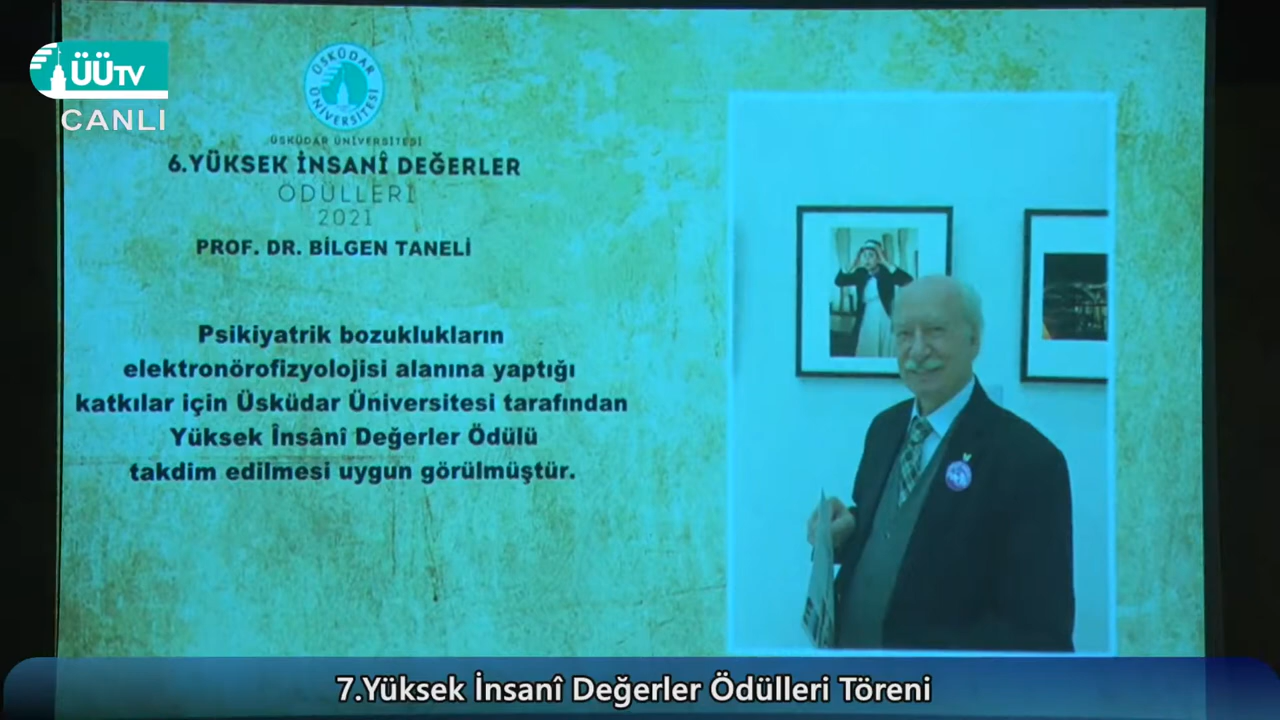 ÜÜTV
CANLI
ÜSKÜDAR
ÜNİVERSİTESİ
ÜSKÜDAR ÜNİVERSİTESİ
6.YÜKSEK İNSANÎ DEĞERLER
ÖDÜLLERİ
2021
PROF. DR. BİLGEN TANELİ
Psikiyatrik bozuklukların
elektronörofizyolojisi alanına yaptığı
katkılar için Üsküdar Üniversitesi tarafından
Yüksek Însânî Değerler Ödülü
takdim edilmesi uygun görülmüştür.
7.Yüksek İnsanî Değerler Ödülleri Töreni